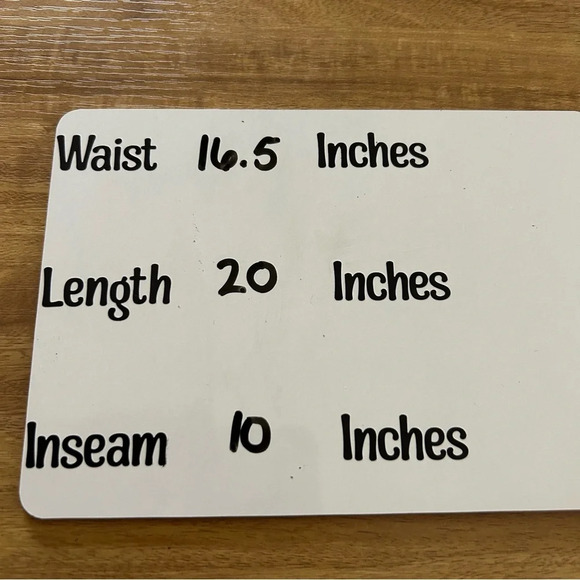 Waist 16.5 Inches
Length 20 Inches
Inseam 10 Inches